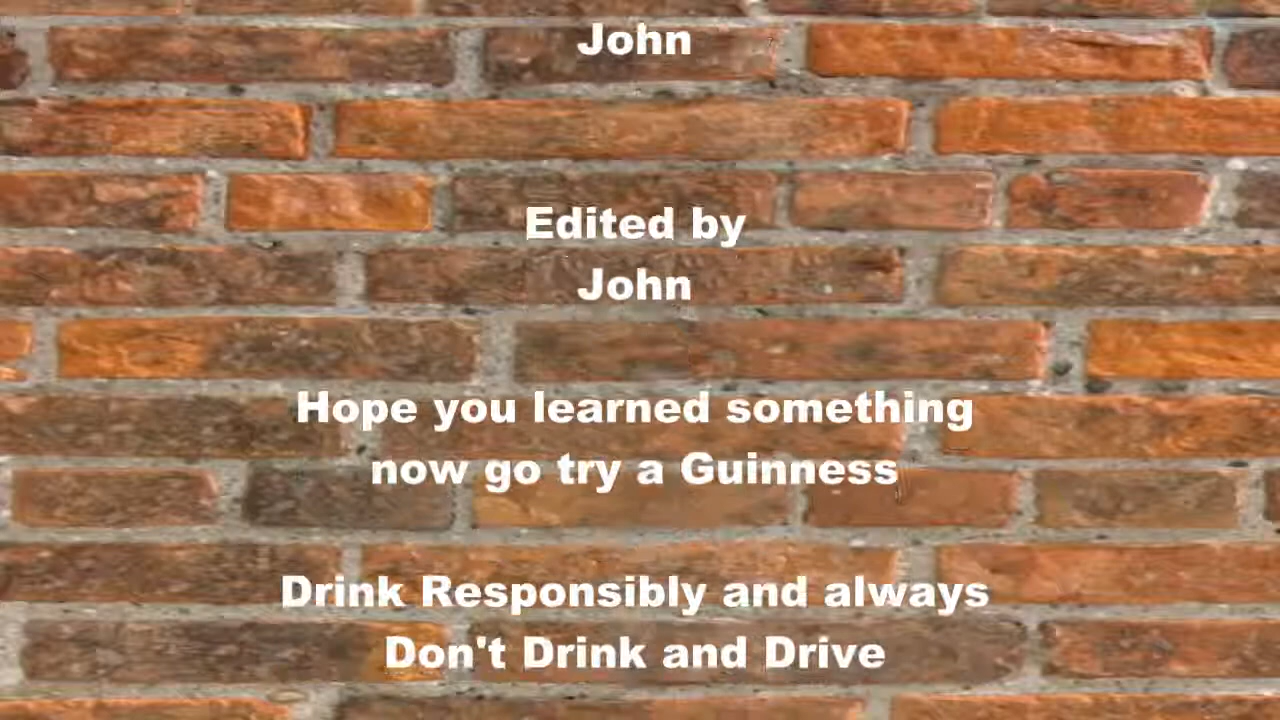 John
Edited by
John
Hope you learned something
now go try a Guinness
Drink Responsibly and always
Don't Drink and Drive